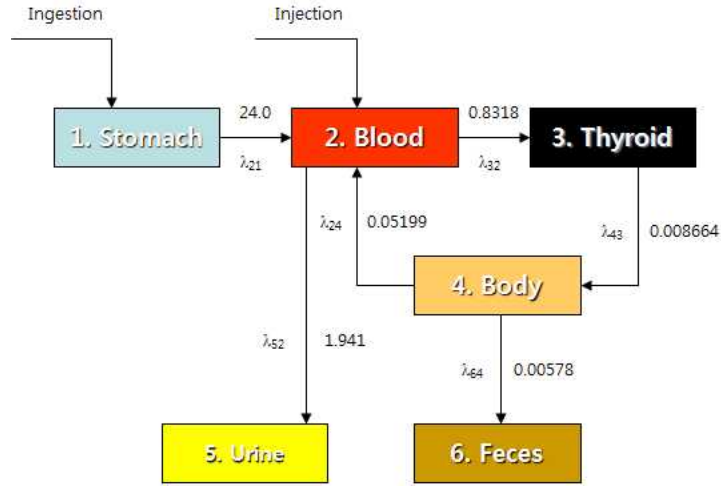 Ingestion
Injection
24.0
0.8318
1. Stomach
2. Blood
3. Thyroid
λ21
λ32
λ24
0.05199
λ43
0.008664
4. Body
λ52
1.941
λ64
0.00578
5. Urine
6. Feces